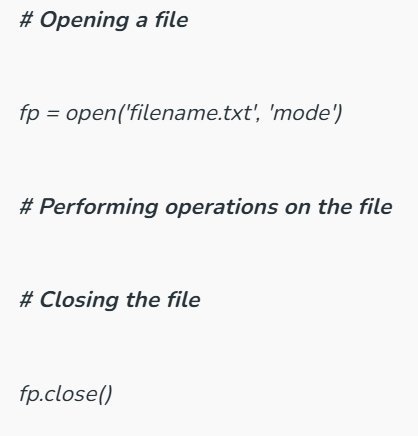 # Opening a file
fp = open('filename.txt', 'mode')
# Performing operations on the file
# Closing the file
fp.close()